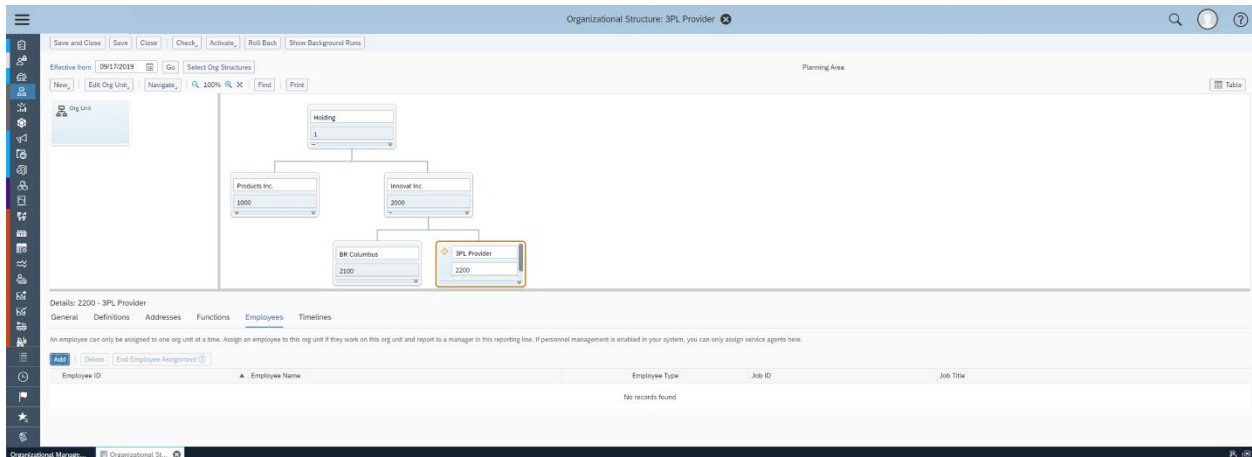 Organizational Structure: 3PL Provider
Save and Close Save Close Check Activate Roll Back Show Background Runs
Effective from 09/17/2019 Go Select Org Structures Planning Area
New Edit Org Unit Navigate 100% Find Print Table
Org Unit
Holding
1
Products Inc. Innovat Inc.
1000 2000
BR Columbus 3PL Provider
2100 2200
Details: 2200 - 3PL Provider
General Definitions Addresses Functions Employees Timelines
An employee can only be assigned to one org unit at a time. Assign an employee to this org unit if they work on this org unit and report to a manager in this reporting line. If personnel management is enabled in your system, you can only assign service agents here.
Add Delete End Employee Assignment
Employee ID Employee Name Employee Type Job ID Job Title
No records found
Organizational Manage... Organizational St...